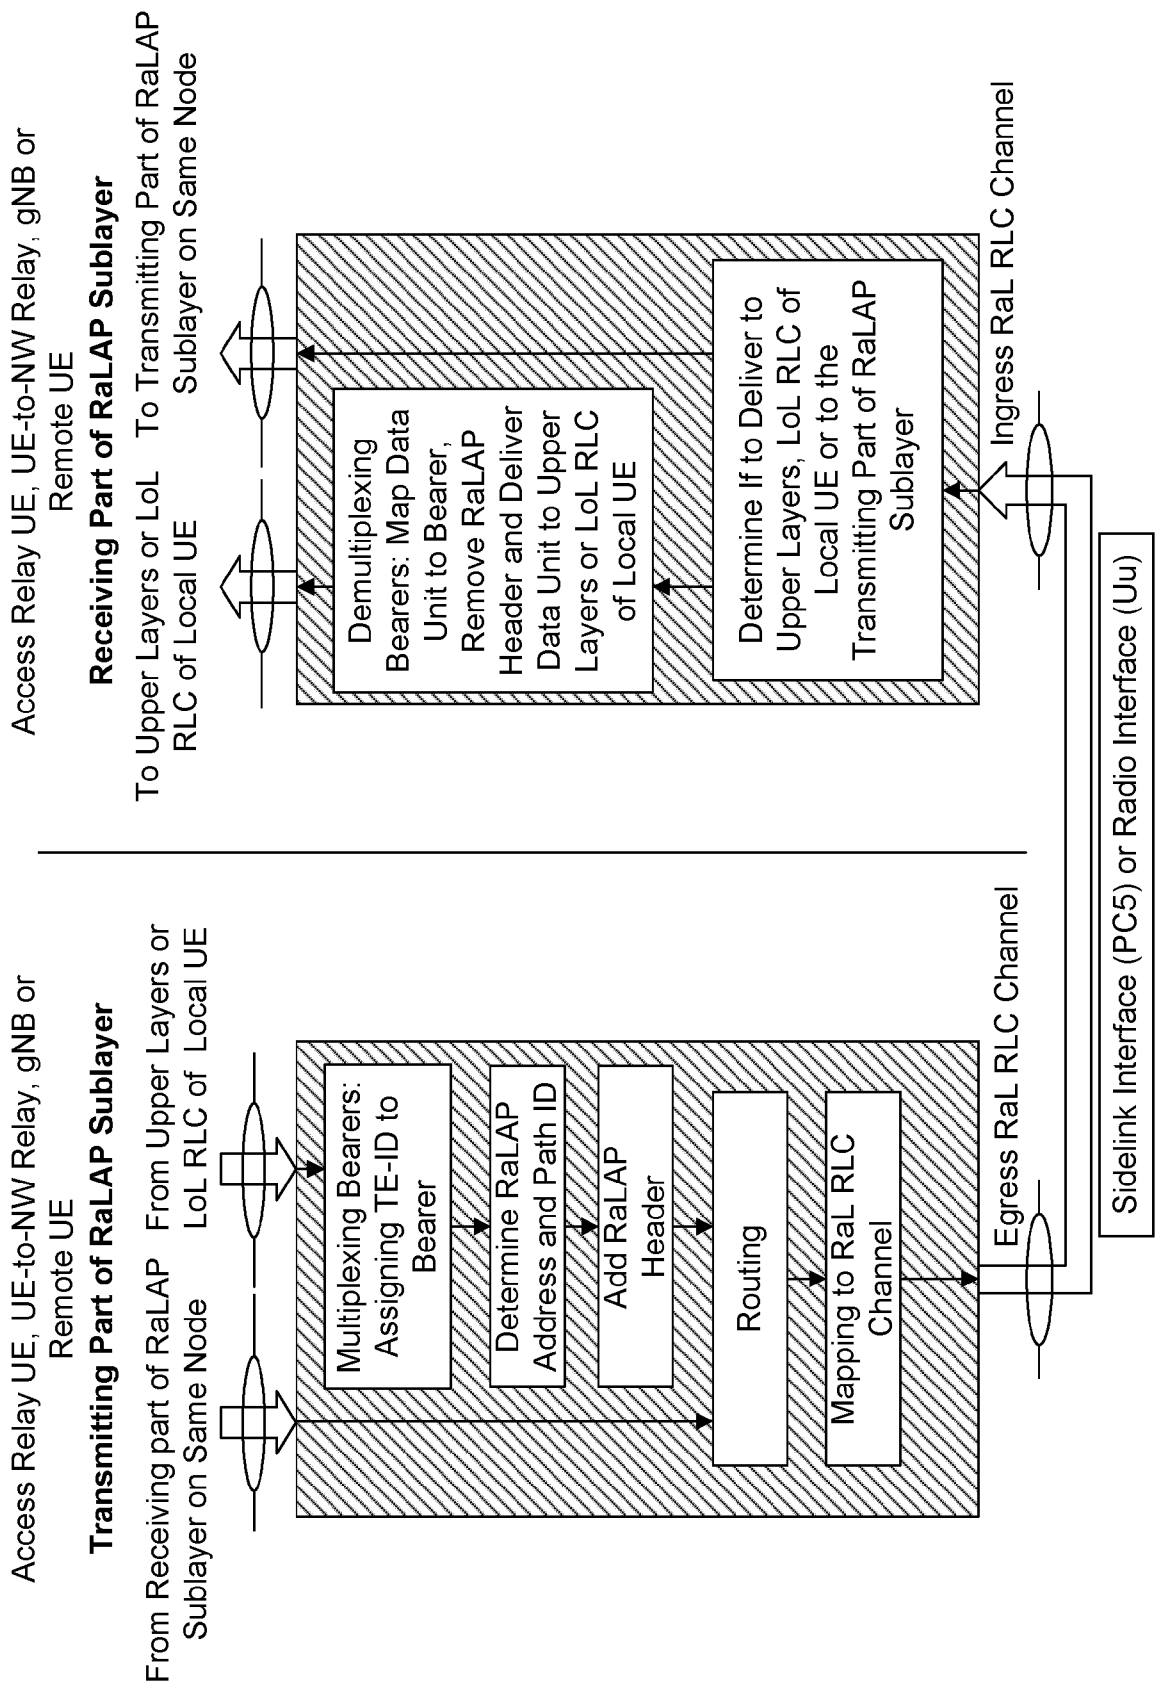 Access Relay UE, UE-to-NW Relay, gNB or
Remote UE
Transmitting Part of RaLAP Sublayer
From Receiving part of RaLAP
Sublayer on Same Node
From Upper Layers or
LoL RLC of Local UE
Multiplexing Bearers:
Assigning TE-ID to
Bearer
Determine RaLAP
Address and Path ID
Add RaLAP
Header
Routing
Mapping to RaL RLC
Channel
Egress RaL RLC Channel
Access Relay UE, UE-to-NW Relay, gNB or
Remote UE
Receiving Part of RaLAP Sublayer
To Upper Layers or LoL
RLC of Local UE
To Transmitting Part of RaLAP
Sublayer on Same Node
Demultiplexing
Bearers: Map Data
Unit to Bearer,
Remove RaLAP
Header and Deliver
Data Unit to Upper
Layers or LoL RLC
of Local UE
Determine If to Deliver to
Upper Layers, LoL RLC of
Local UE or to the
Transmitting Part of RaLAP
Sublayer
Ingress RaL RLC Channel
Sidelink Interface (PC5) or Radio Interface (Uu)